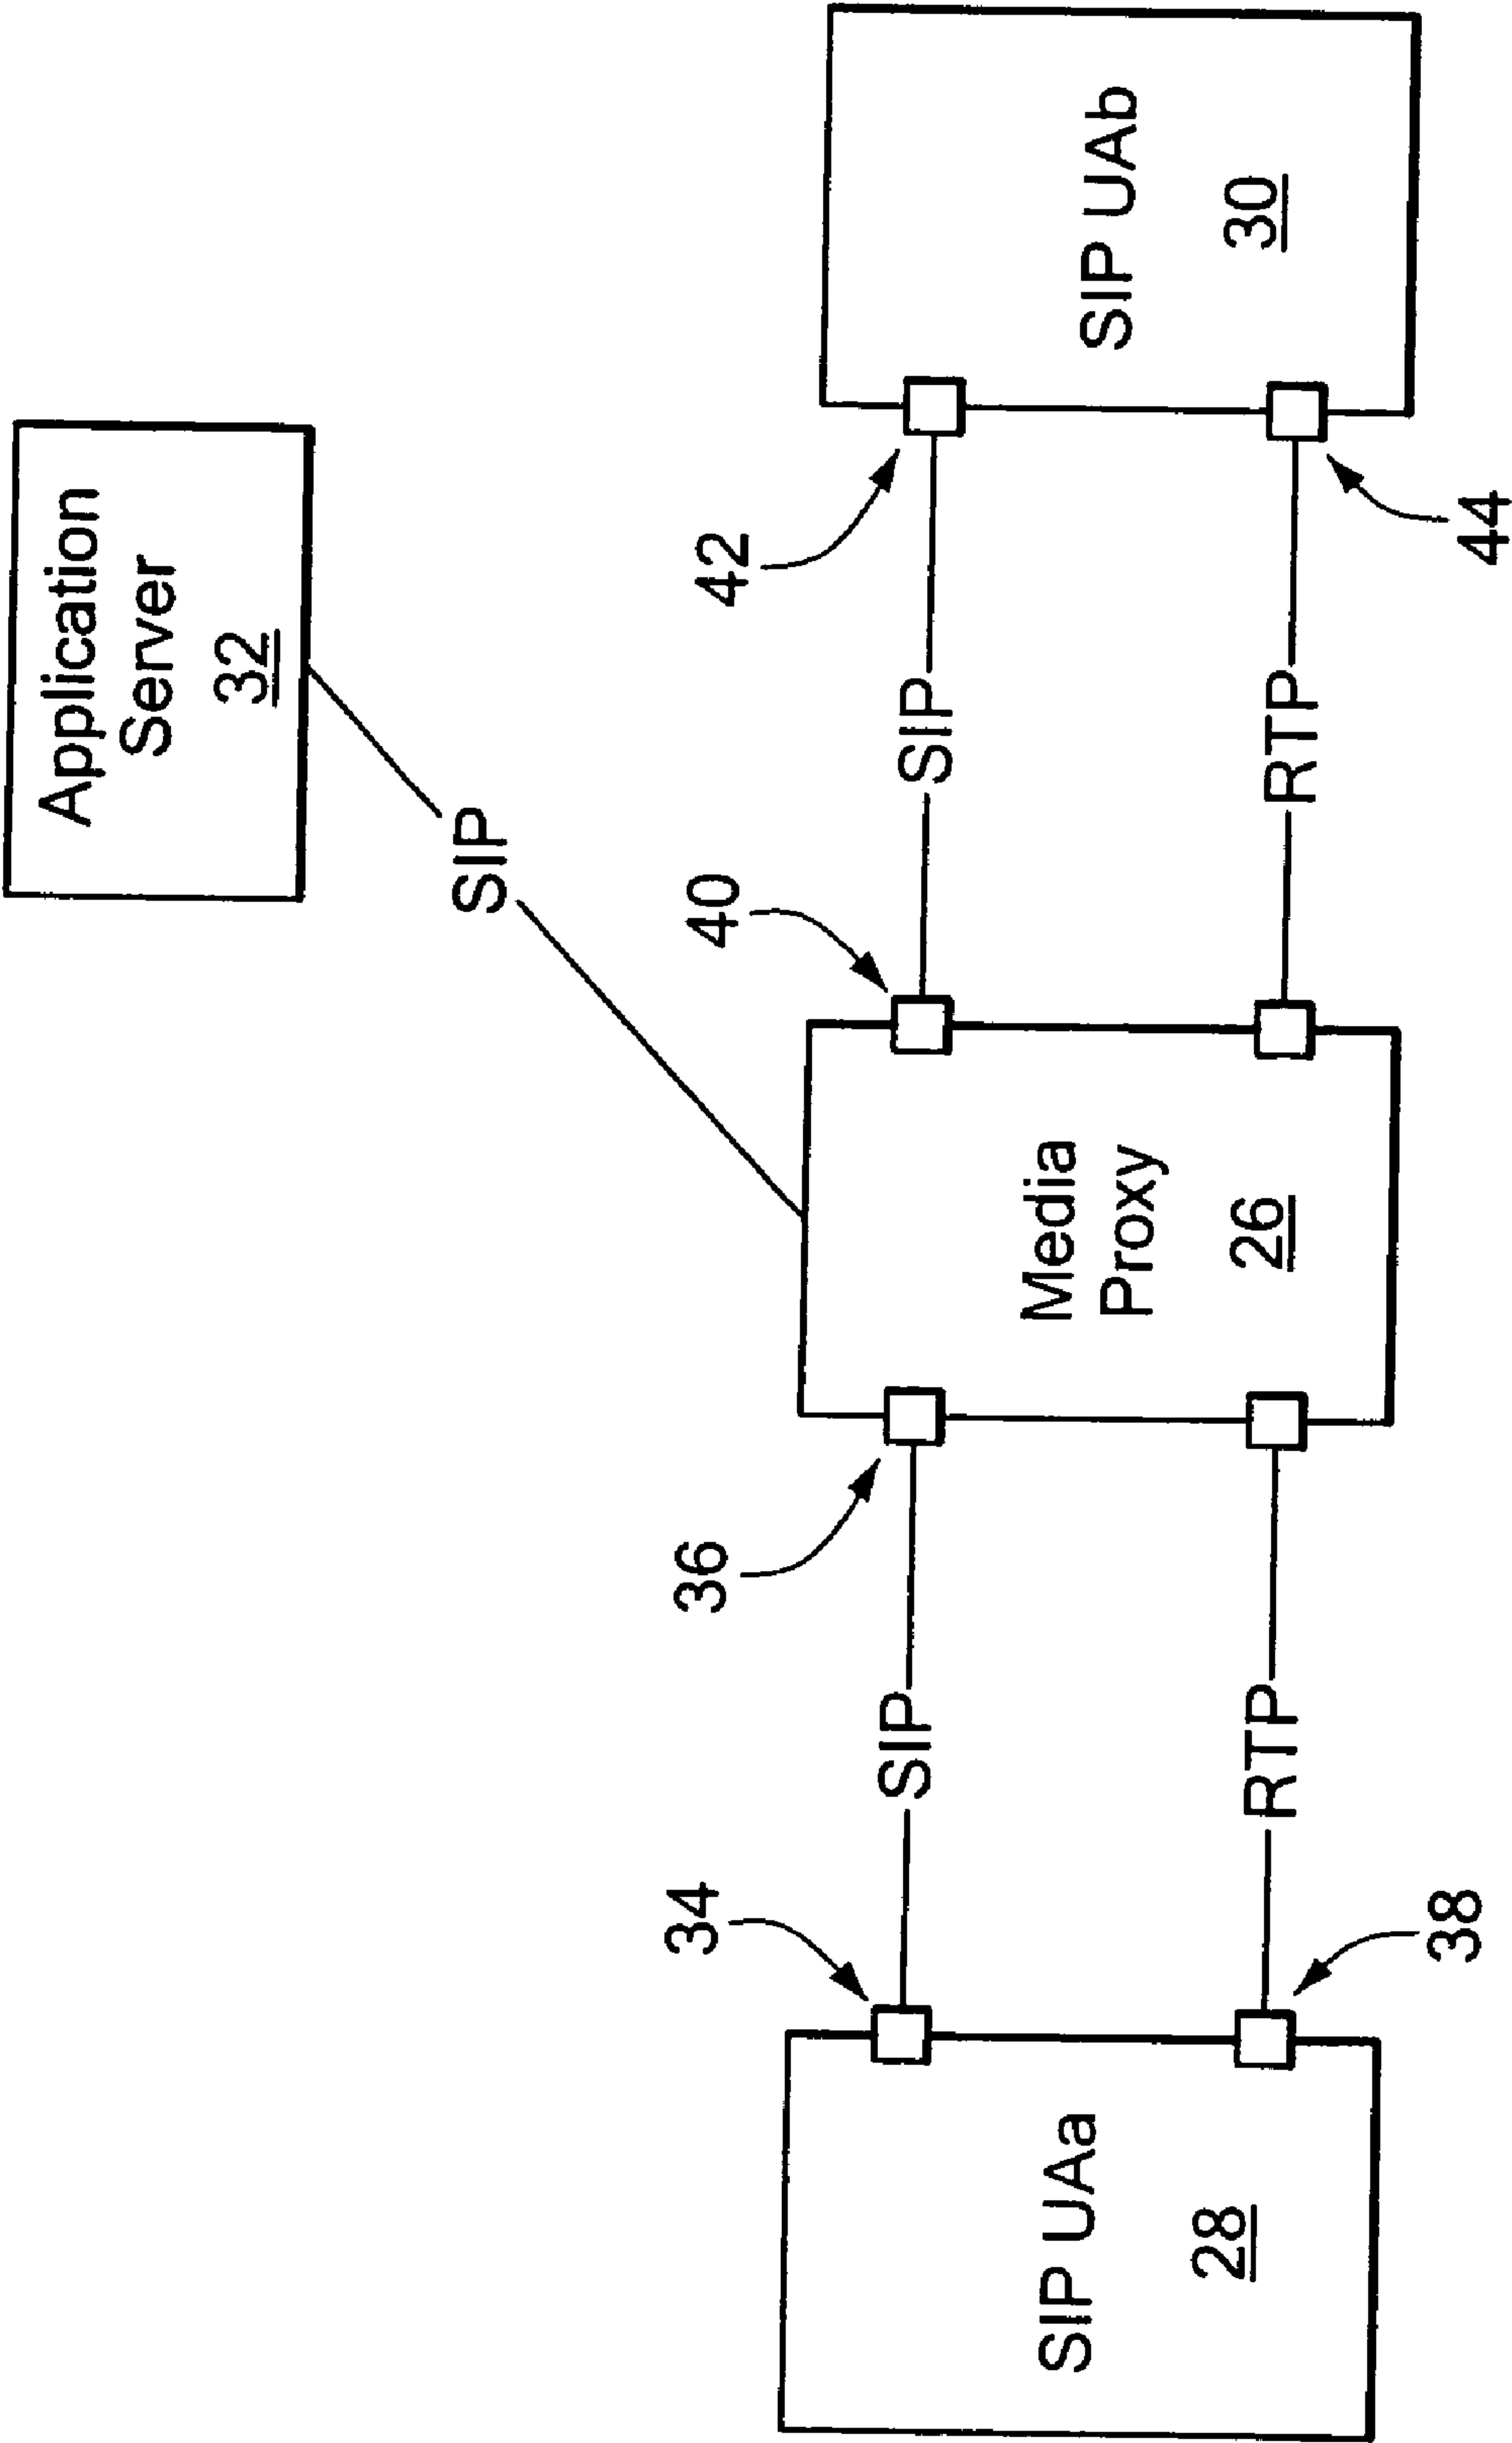 Application
Server
32
SIP
34
SIP
36
40
SIP
42
SIP UAa
28
Media
Proxy
26
SIP UAb
30
RTP
RTP
38
44